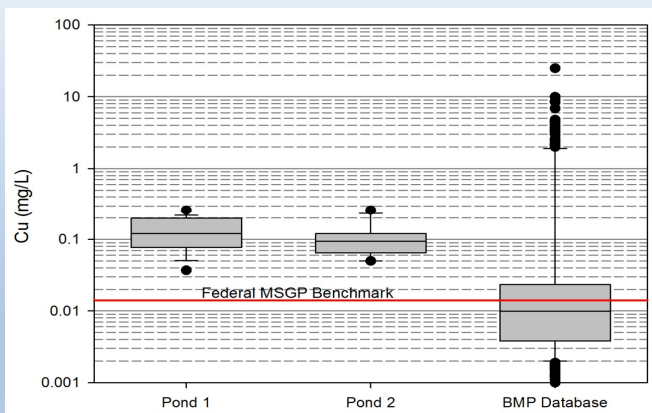 100
10
1
0.1
0.01
0.001
Cu (mg/L)
Federal MSGP Benchmark
Pond 1 Pond 2 BMP Database